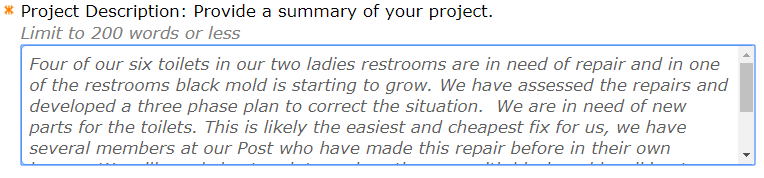 * Project Description: Provide a summary of your project.
Limit to 200 words or less
Four of our six toilets in our two ladies restrooms are in need of repair and in one
of the restrooms black mold is starting to grow. We have assessed the repairs and
developed a three phase plan to correct the situation.  We are in need of new
parts for the toilets. This is likely the easiest and cheapest fix for us, we have
several members at our Post who have made this repair before in their own